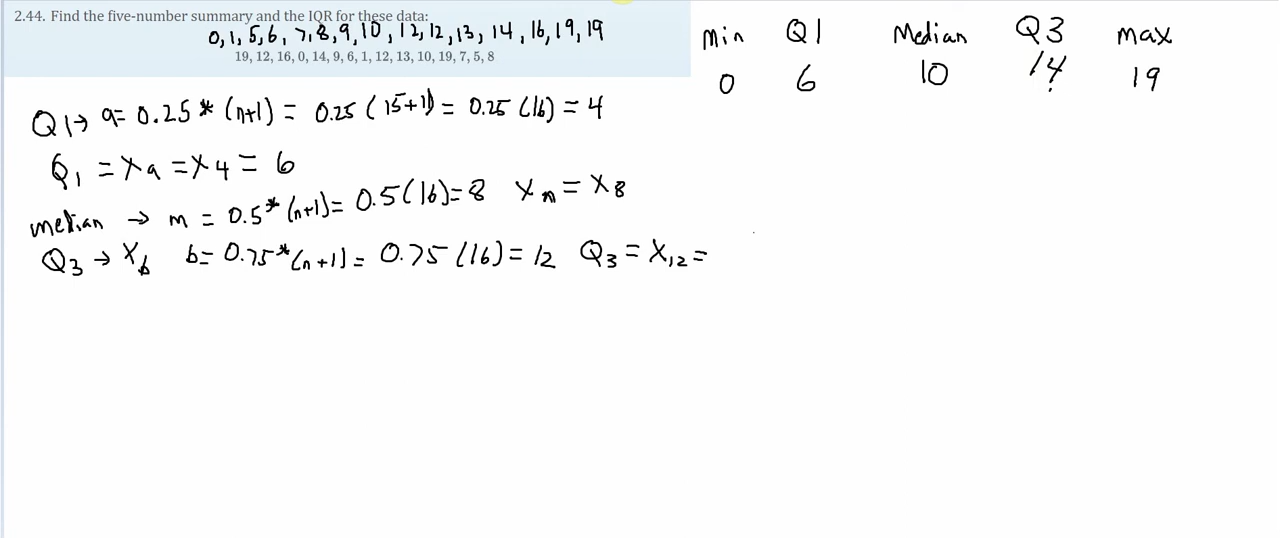 2.44. Find the five-number summary and the IQR for these data:
0, 1, 5, 6, 7, 8, 9, 10, 12, 12, 13, 14, 16, 19, 19
19, 12, 16, 0, 14, 9, 6, 1, 12, 13, 10, 19, 7, 5, 8
Min Q1 Median Q3 max
0 6 10 14 19
Q1→ a= 0.25 * (n+1) = 0.25 (15+1) = 0.25 (16) = 4
Q1 = Xa = X4 = 6
median → m = 0.5*(n+1)= 0.5(16)=8 Xm = X8
Q3 → Xb b= 0.75*(n+1)= 0.75 (16) = 12 Q3 = X12 =